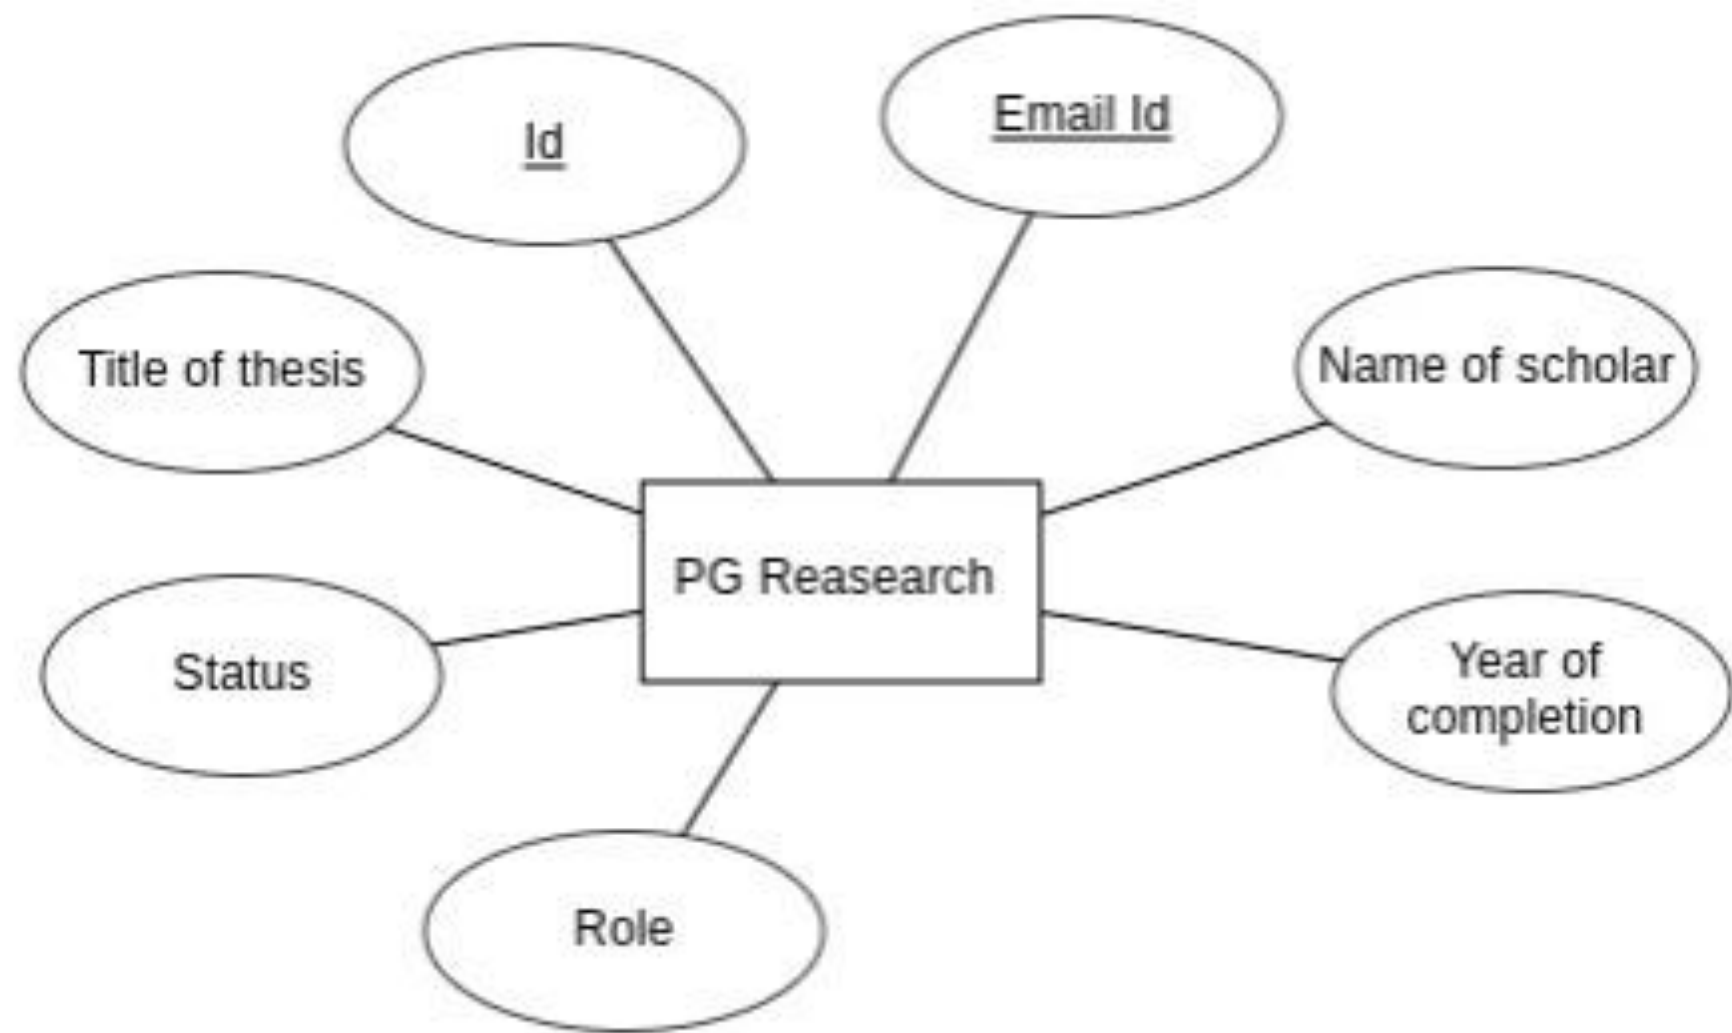 Id
Email Id
Title of thesis
Name of scholar
PG Reasearch
Status
Year of
completion
Role